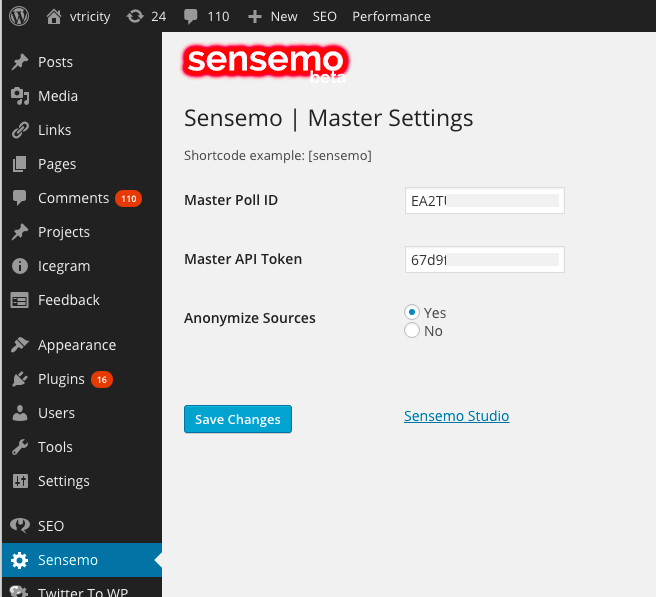 vtricity 24 110 New SEO Performance
Posts
Media
Links
Pages
Comments 110
Projects
Icegram
Feedback
Appearance
Plugins 16
Users
Tools
Settings
SEO
Sensemo
Twitter To WP
sensemo
beta
Sensemo | Master Settings
Shortcode example: [sensemo]
Master Poll ID EA2T
Master API Token 67d9
Anonymize Sources Yes
No
Save Changes Sensemo Studio